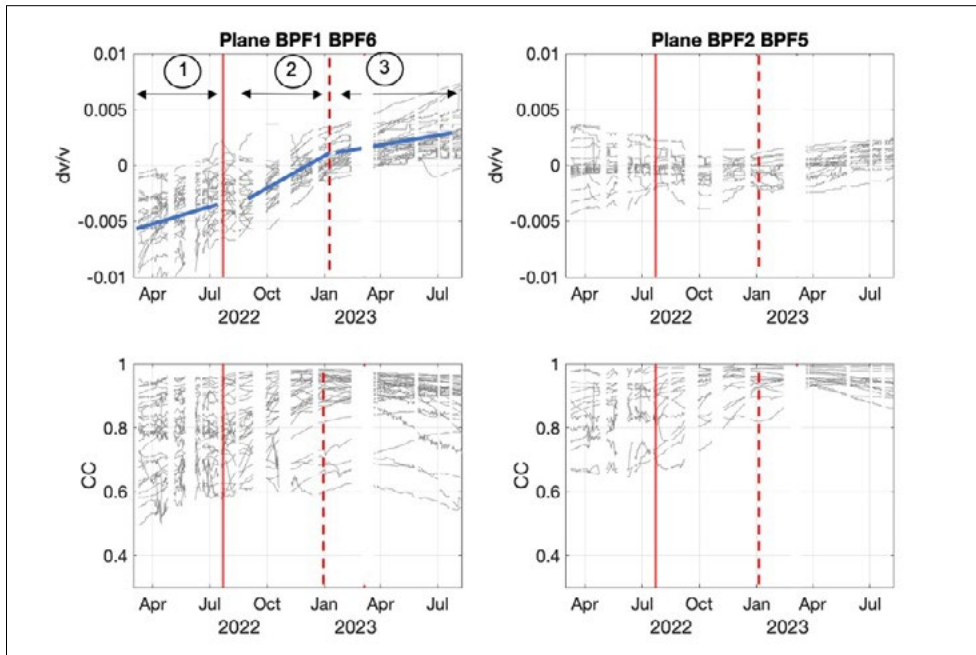 Plane BPF1 BPF6
0.01
1
2
3
0.005
0
-0.005
-0.01
dv/v
Apr Jul Oct Jan Apr Jul
2022 2023
Plane BPF2 BPF5
0.01
0.005
0
-0.005
-0.01
dv/v
Apr Jul Oct Jan Apr Jul
2022 2023
1
0.8
0.6
0.4
CC
Apr Jul Oct Jan Apr Jul
2022 2023
1
0.8
0.6
0.4
CC
Apr Jul Oct Jan Apr Jul
2022 2023